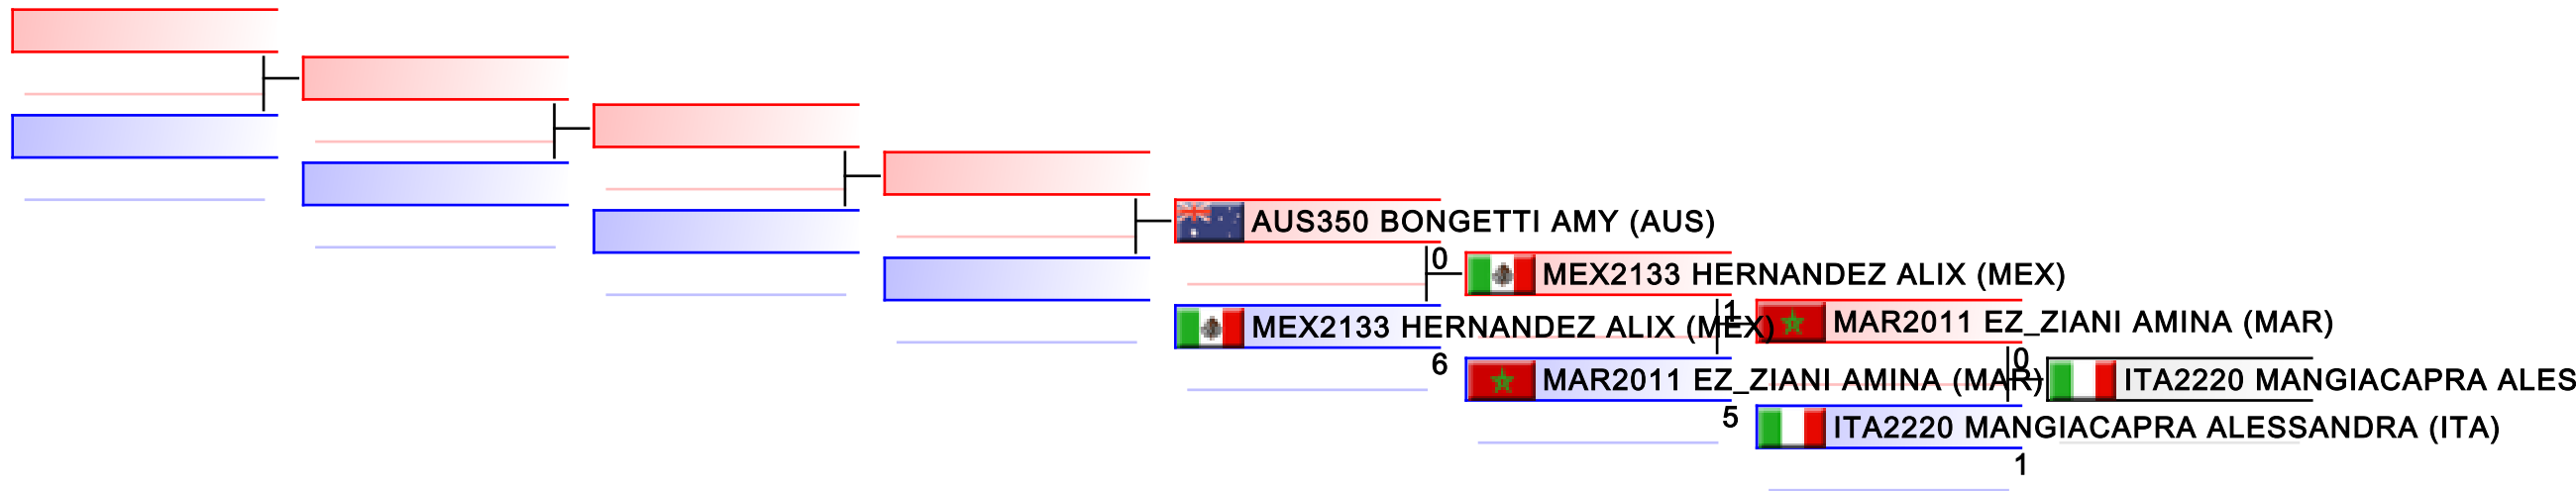 AUS350 BONGETTI AMY (AUS)
0
MEX2133 HERNANDEZ ALIX (MEX)
MEX2133 HERNANDEZ ALIX (MEX)
6
1
MAR2011 EZ_ZIANI AMINA (MAR)
MAR2011 EZ_ZIANI AMINA (MAR)
5
0
ITA2220 MANGIACAPRA ALES
ITA2220 MANGIACAPRA ALESSANDRA (ITA)
1